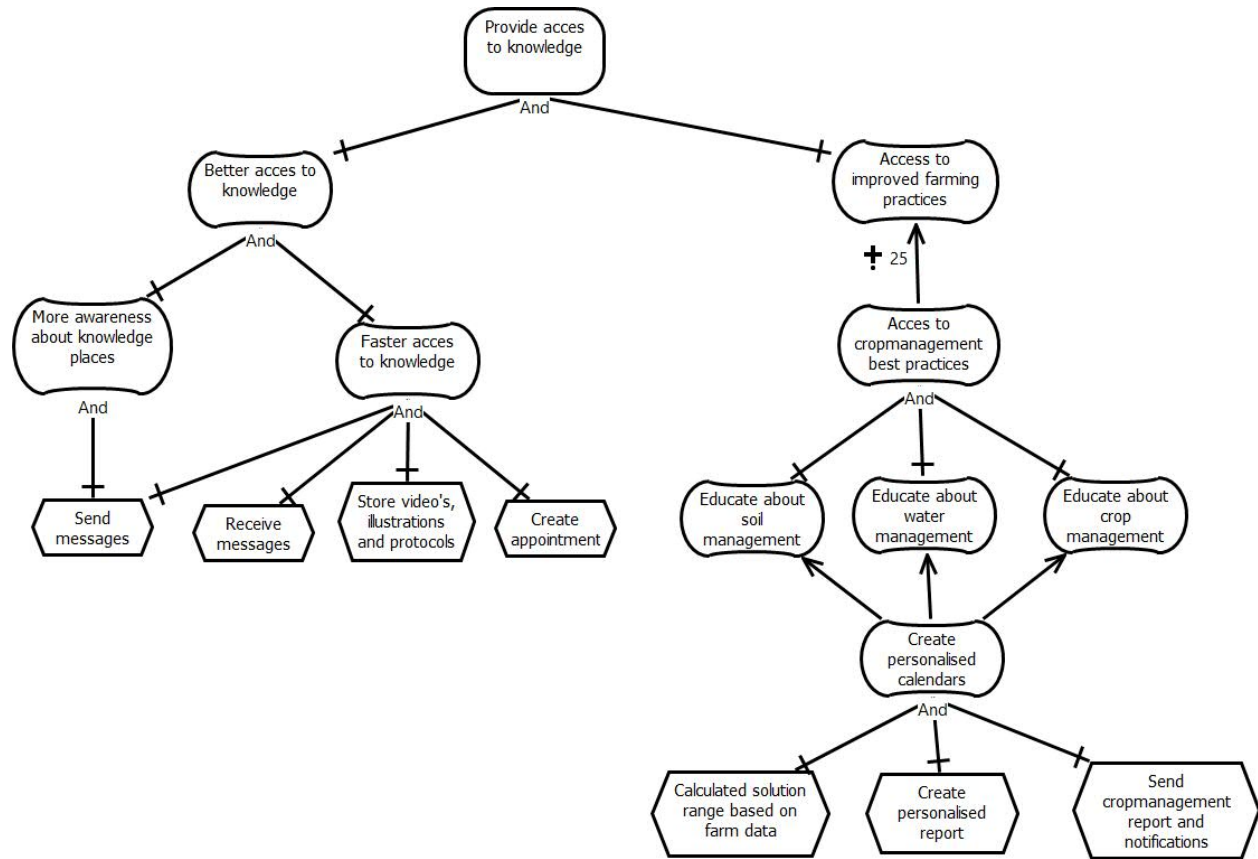 Provide acces
to knowledge
And
Better acces to
knowledge
Access to
improved farming
practices
And
25
More awareness
about knowledge
places
Faster acces
to knowledge
Acces to
cropmanagement
best practices
And
And
And
Send
messages
Receive
messages
Store video's,
illustrations
and protocols
Create
appointment
Educate about
soil
management
Educate about
water
management
Educate about
crop
management
Create
personalised
calendars
And
Calculated solution
range based on
farm data
Create
personalised
report
Send
cropmanagement
report and
notifications